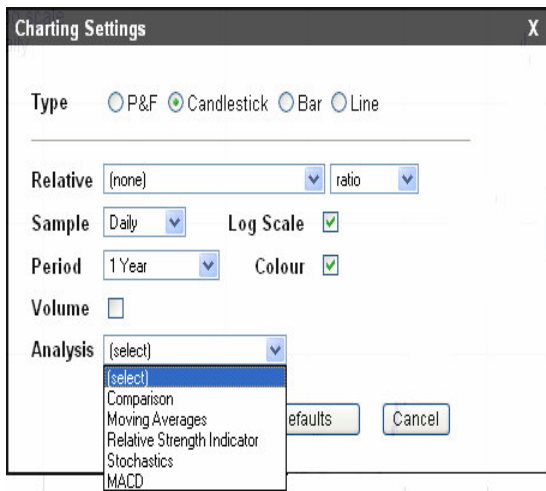 Charting Settings X
Type P&F Candlestick Bar Line
Relative (none) ratio
Sample Daily Log Scale
Period 1 Year Colour
Volume
Analysis (select)
(select)
Comparison
Moving Averages
Relative Strength Indicator
Stochastics
MACD
efaults Cancel